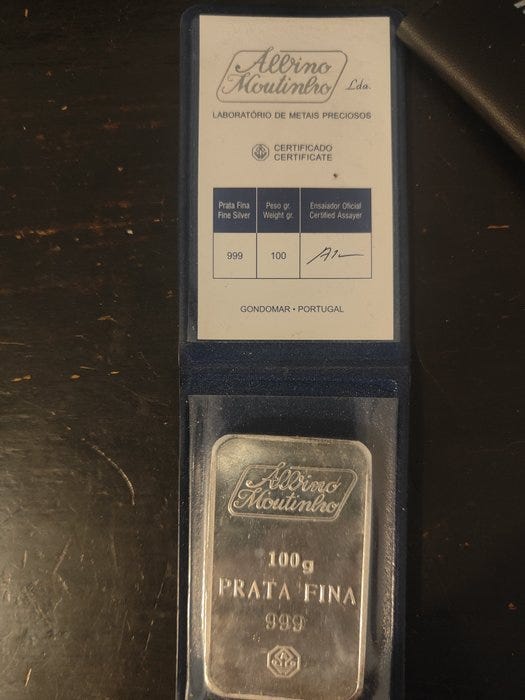 Albino
Moutinho Lda.
LABORATÓRIO DE METAIS PRECIOSOS
CERTIFICADO
CERTIFICATE
Prata Fina Peso gr. Ensaiador Oficial
Fine Silver Weight gr. Certified Assayer
999 100
GONDOMAR • PORTUGAL
Albino
Moutinho
100g
PRATA FINA
999